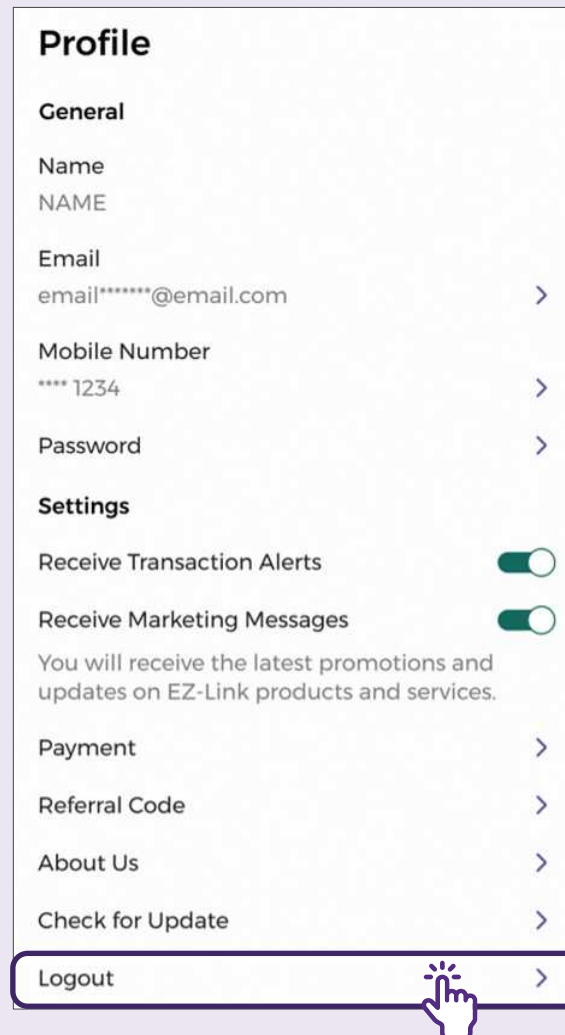 Profile
General
Name
NAME
Email
email*******@email.com
Mobile Number
**** 1234
Password
Settings
Receive Transaction Alerts
Receive Marketing Messages
You will receive the latest promotions and
updates on EZ-Link products and services.
Payment
Referral Code
About Us
Check for Update
Logout